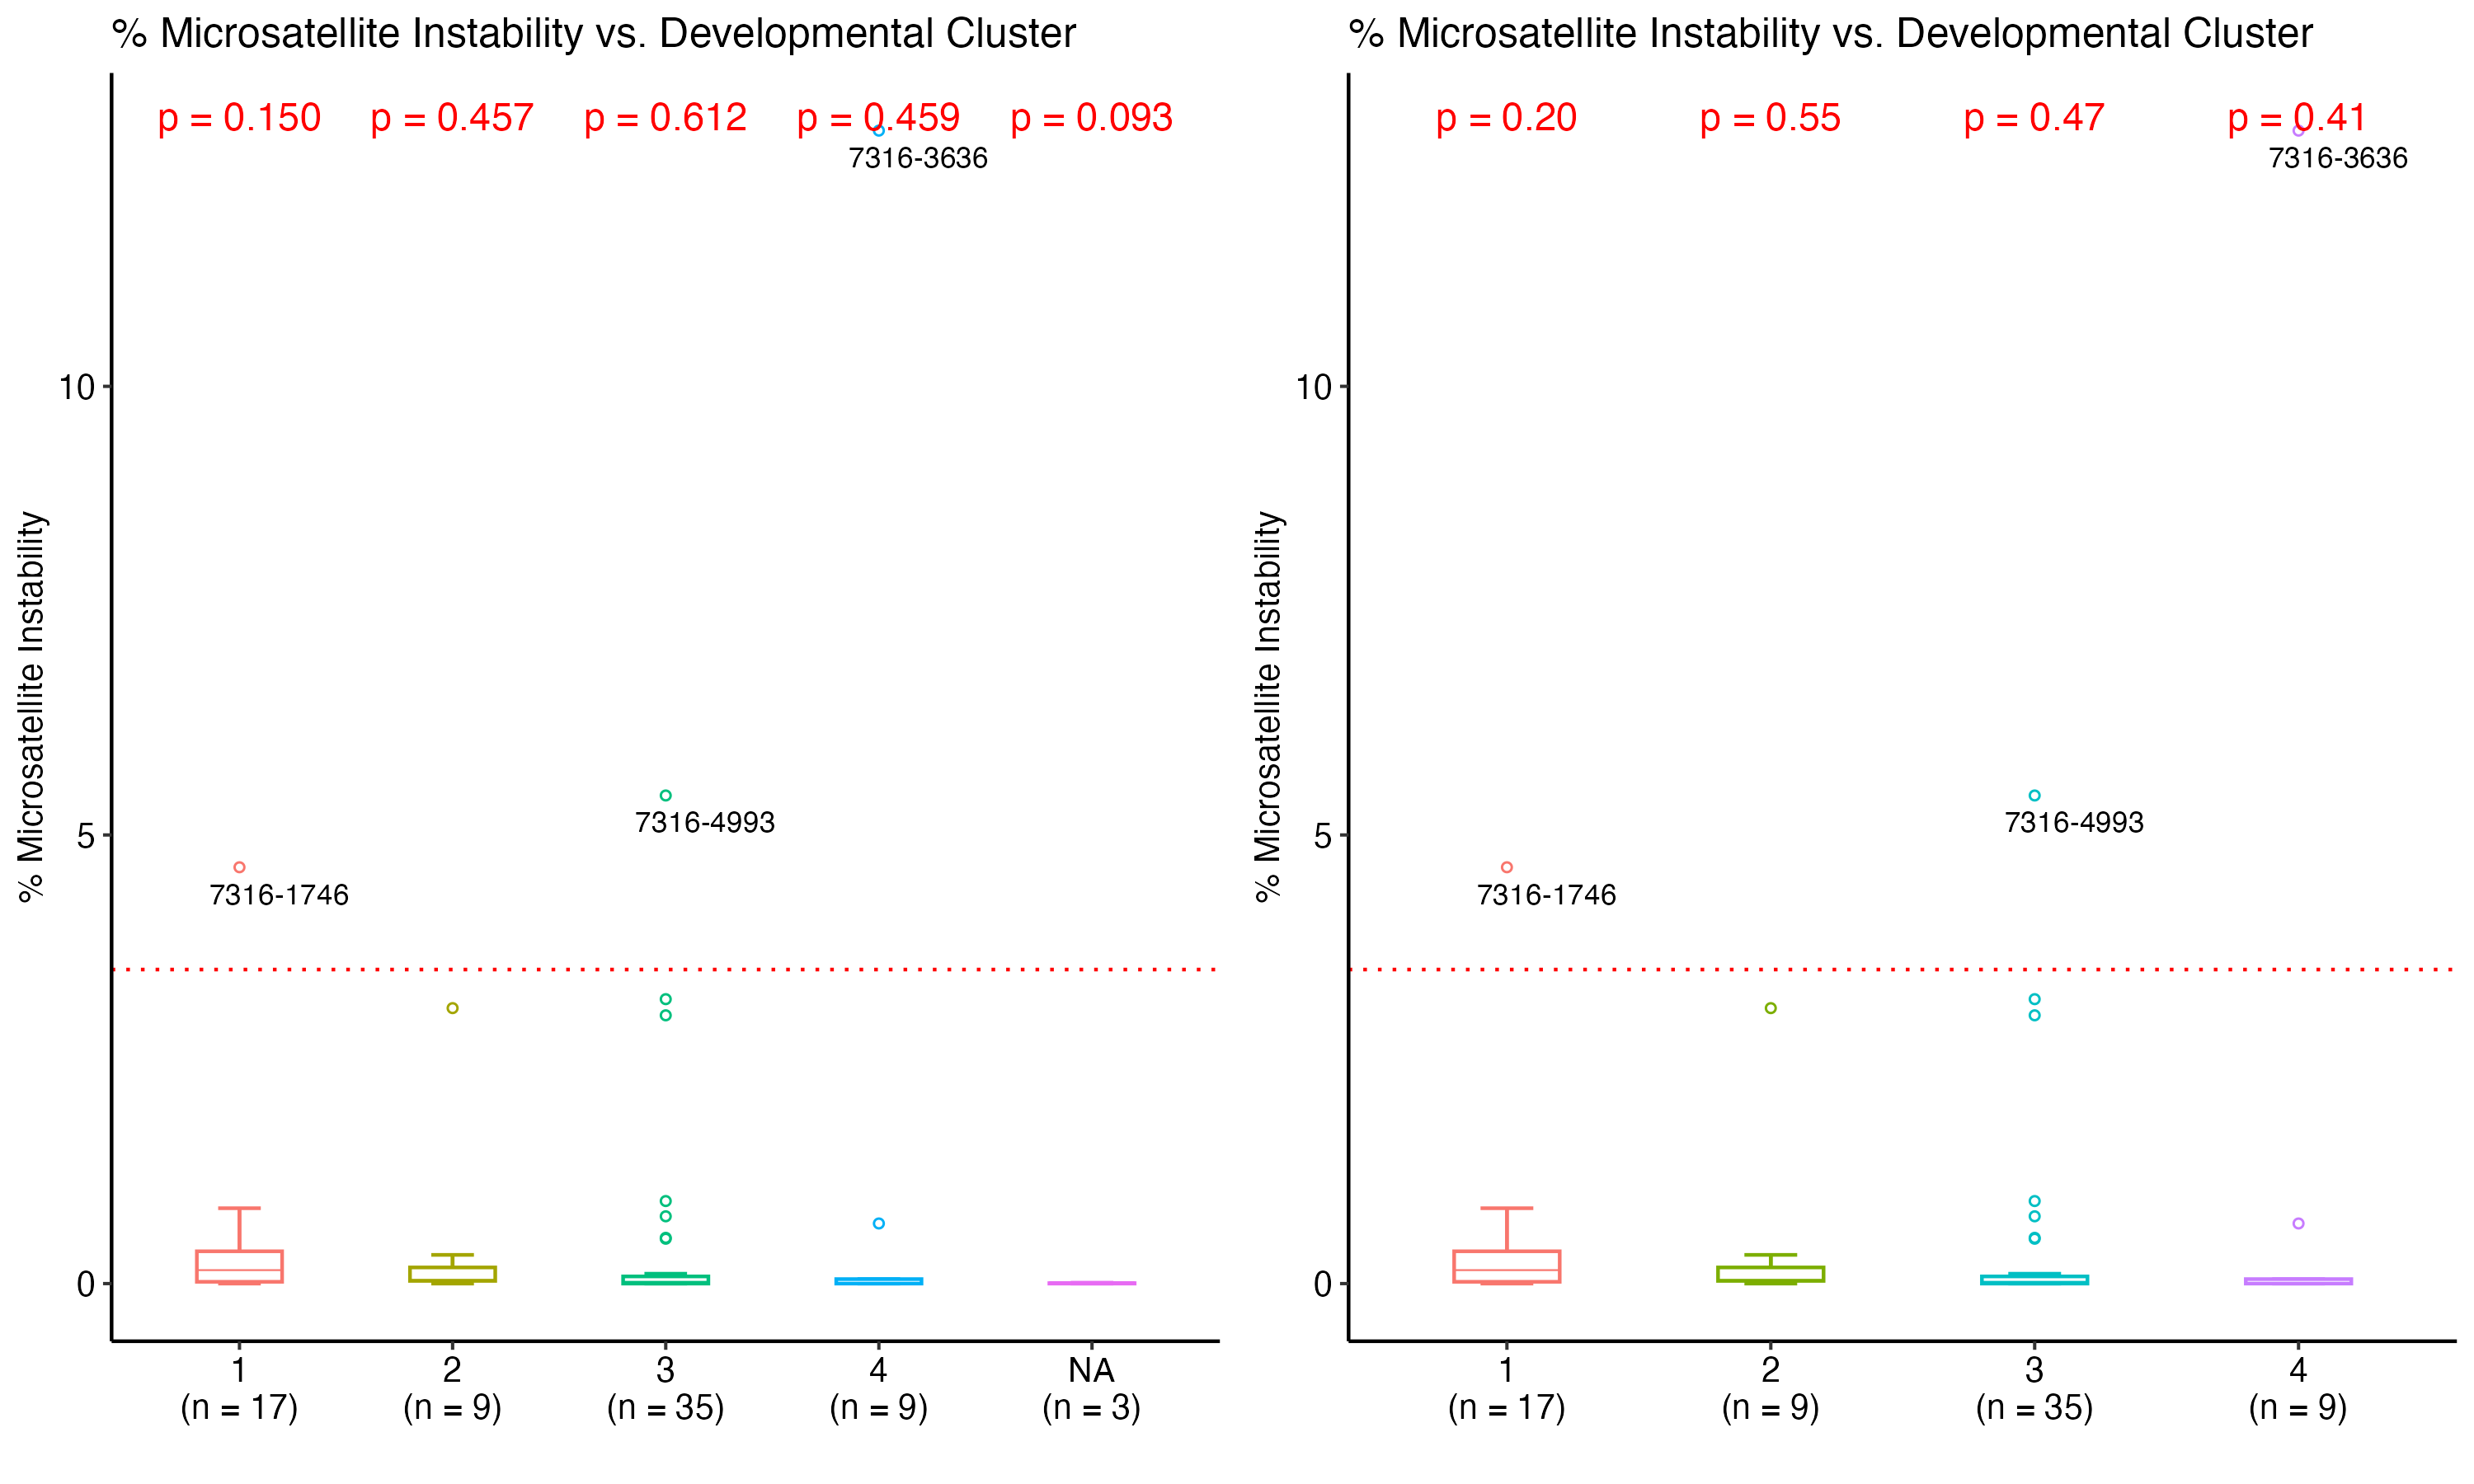 % Microsatellite Instability vs. Developmental Cluster
p = 0.150 p = 0.457 p = 0.612 p = 0.459 p = 0.093
7316-3636
10
% Microsatellite Instability
7316-4993
5
7316-1746
0
1 2 3 4 NA
(n = 17) (n = 9) (n = 35) (n = 9) (n = 3)
% Microsatellite Instability vs. Developmental Cluster
p = 0.20 p = 0.55 p = 0.47 p = 0.41
7316-3636
10
% Microsatellite Instability
7316-4993
5
7316-1746
0
1 2 3 4
(n = 17) (n = 9) (n = 35) (n = 9)